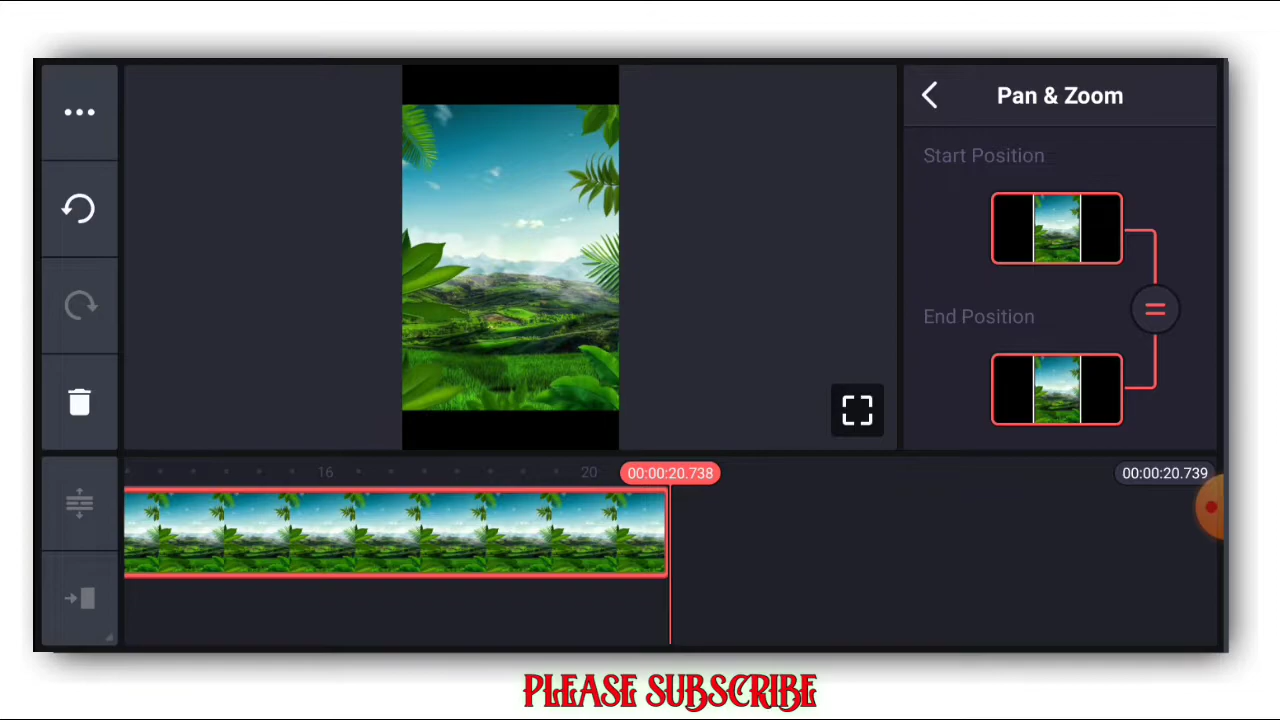 Pan & Zoom
Start Position
End Position
16
20
00:00:20.738
00:00:20.739
PLEASE SUBSCRIBE